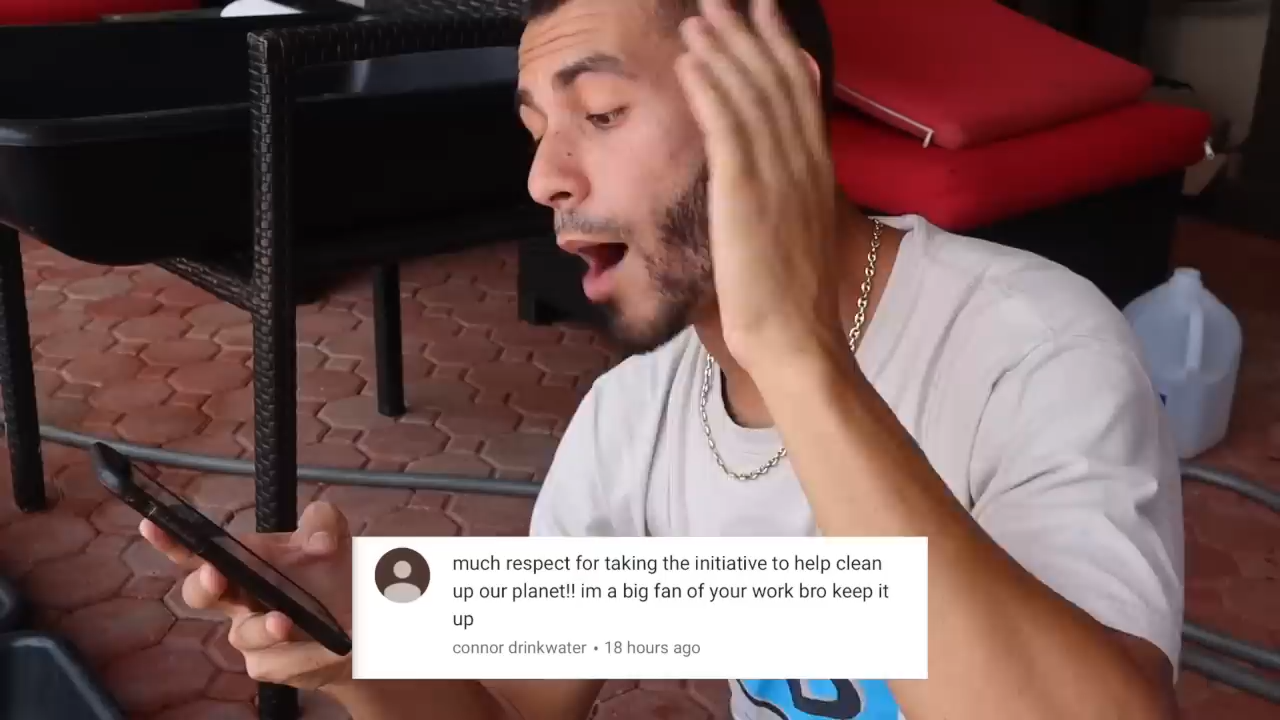 much respect for taking the initiative to help clean
up our planet!! im a big fan of your work bro keep it
up
connor drinkwater • 18 hours ago